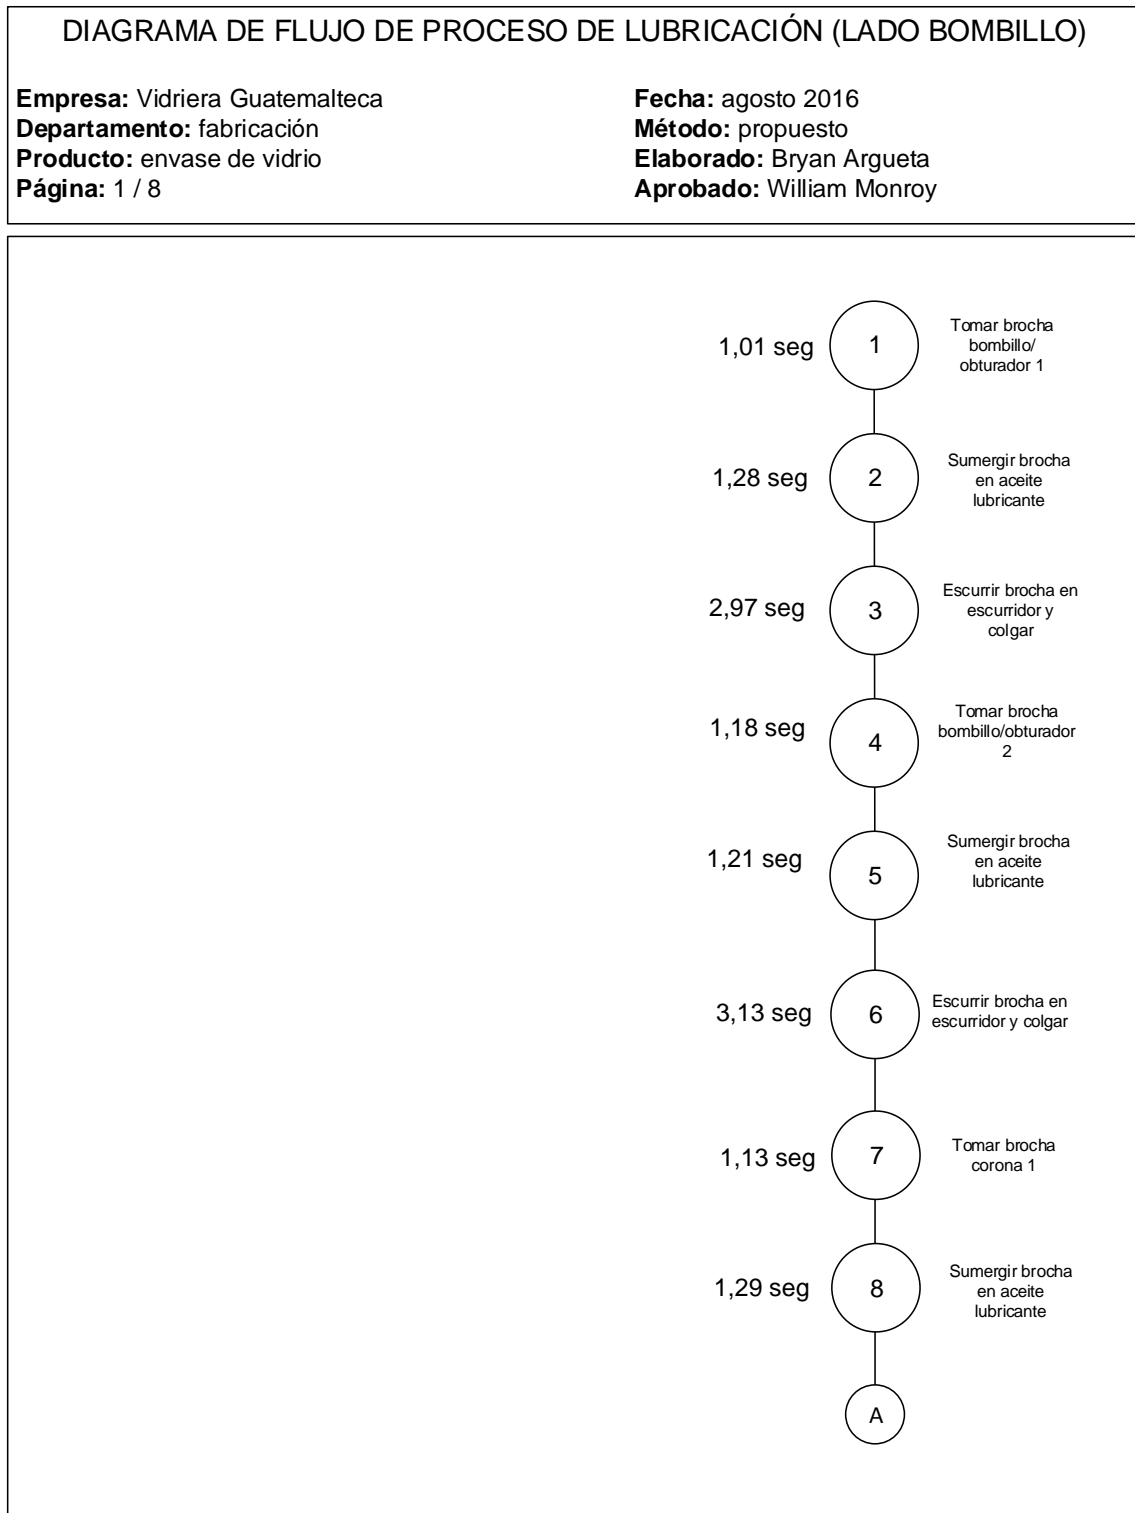 DIAGRAMA DE FLUJO DE PROCESO DE LUBRICACIÓN (LADO BOMBILLO)
Empresa: Vidriera Guatemalteca
Departamento: fabricación
Producto: envase de vidrio
Página: 1 / 8
Fecha: agosto 2016
Método: propuesto
Elaborado: Bryan Argueta
Aprobado: William Monroy
1,01 seg
1
Tomar brocha
bombillo/
obturador 1
1,28 seg
2
Sumergir brocha
en aceite
lubricante
2,97 seg
3
Escurrir brocha en
escurridor y
colgar
1,18 seg
4
Tomar brocha
bombillo/obturador
2
1,21 seg
5
Sumergir brocha
en aceite
lubricante
3,13 seg
6
Escurrir brocha en
escurridor y colgar
1,13 seg
7
Tomar brocha
corona 1
1,29 seg
8
Sumergir brocha
en aceite
lubricante
A